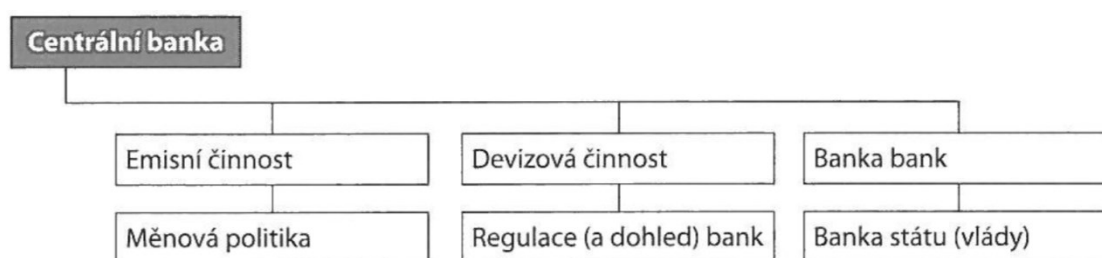 Centrální banka
Emisní činnost
Devizová činnost
Banka bank
Měnová politika
Regulace (a dohled) bank
Banka státu (vlády)